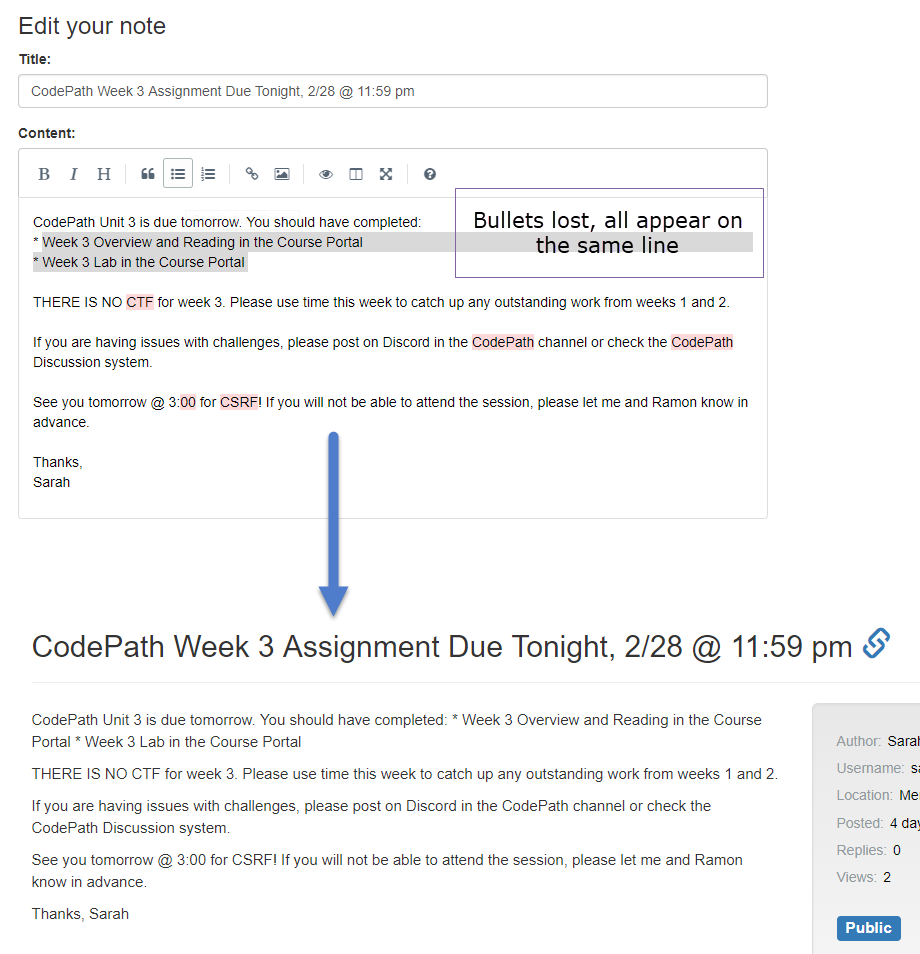 Edit your note
Title:
CodePath Week 3 Assignment Due Tonight, 2/28 @ 11:59 pm
Content:
B I H
CodePath Unit 3 is due tomorrow. You should have completed:
* Week 3 Overview and Reading in the Course Portal
* Week 3 Lab in the Course Portal
Bullets lost, all appear on
the same line
THERE IS NO CTF for week 3. Please use time this week to catch up any outstanding work from weeks 1 and 2.
If you are having issues with challenges, please post on Discord in the CodePath channel or check the CodePath
Discussion system.
See you tomorrow @ 3:00 for CSRF! If you will not be able to attend the session, please let me and Ramon know in
advance.
Thanks,
Sarah
CodePath Week 3 Assignment Due Tonight, 2/28 @ 11:59 pm
CodePath Unit 3 is due tomorrow. You should have completed: * Week 3 Overview and Reading in the Course
Portal * Week 3 Lab in the Course Portal
THERE IS NO CTF for week 3. Please use time this week to catch up any outstanding work from weeks 1 and 2.
If you are having issues with challenges, please post on Discord in the CodePath channel or check the
CodePath Discussion system.
See you tomorrow @ 3:00 for CSRF! If you will not be able to attend the session, please let me and Ramon
know in advance.
Thanks, Sarah
Author: Sarah
Username: sa
Location: Me
Posted: 4 day
Replies: 0
Views: 2
Public